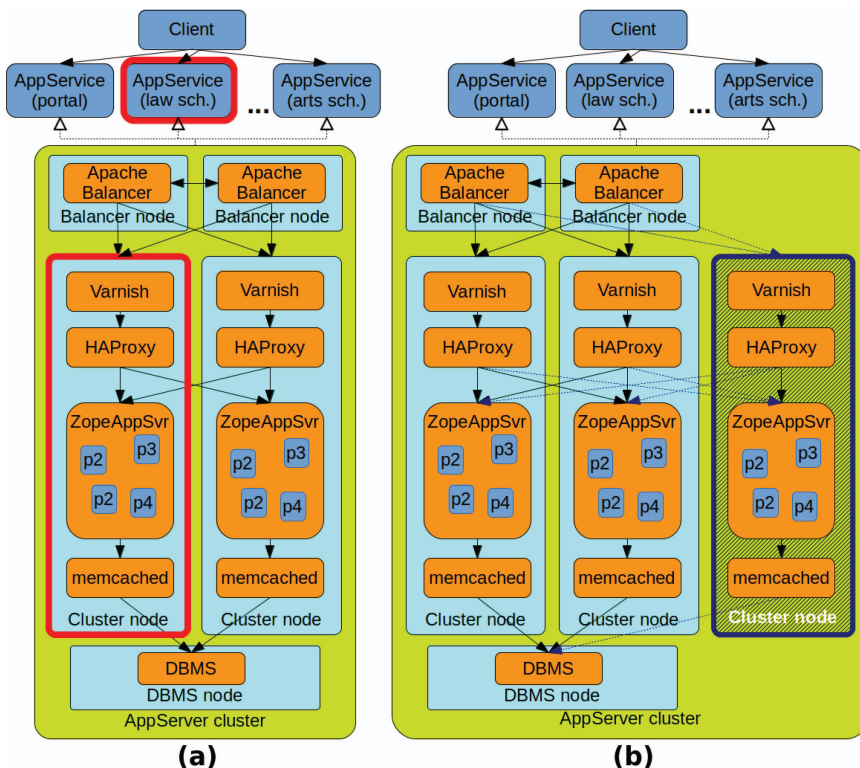 Client
AppService
(portal)
AppService
(law sch.)
...
AppService
(arts sch.)
Apache
Balancer
Balancer node
Apache
Balancer
Balancer node
Varnish
HAProxy
ZopeAppSvr
p2
p3
p2
p4
memcached
Cluster node
Varnish
HAProxy
ZopeAppSvr
p2
p3
p2
p4
memcached
Cluster node
DBMS
DBMS node
AppServer cluster
(a)
Client
AppService
(portal)
AppService
(law sch.)
...
AppService
(arts sch.)
Apache
Balancer
Balancer node
Apache
Balancer
Balancer node
Varnish
HAProxy
ZopeAppSvr
p2
p3
p2
p4
memcached
Cluster node
Varnish
HAProxy
ZopeAppSvr
p2
p3
p2
p4
memcached
Cluster node
Varnish
HAProxy
ZopeAppSvr
p2
p3
p2
p4
memcached
Cluster node
DBMS
DBMS node
AppServer cluster
(b)